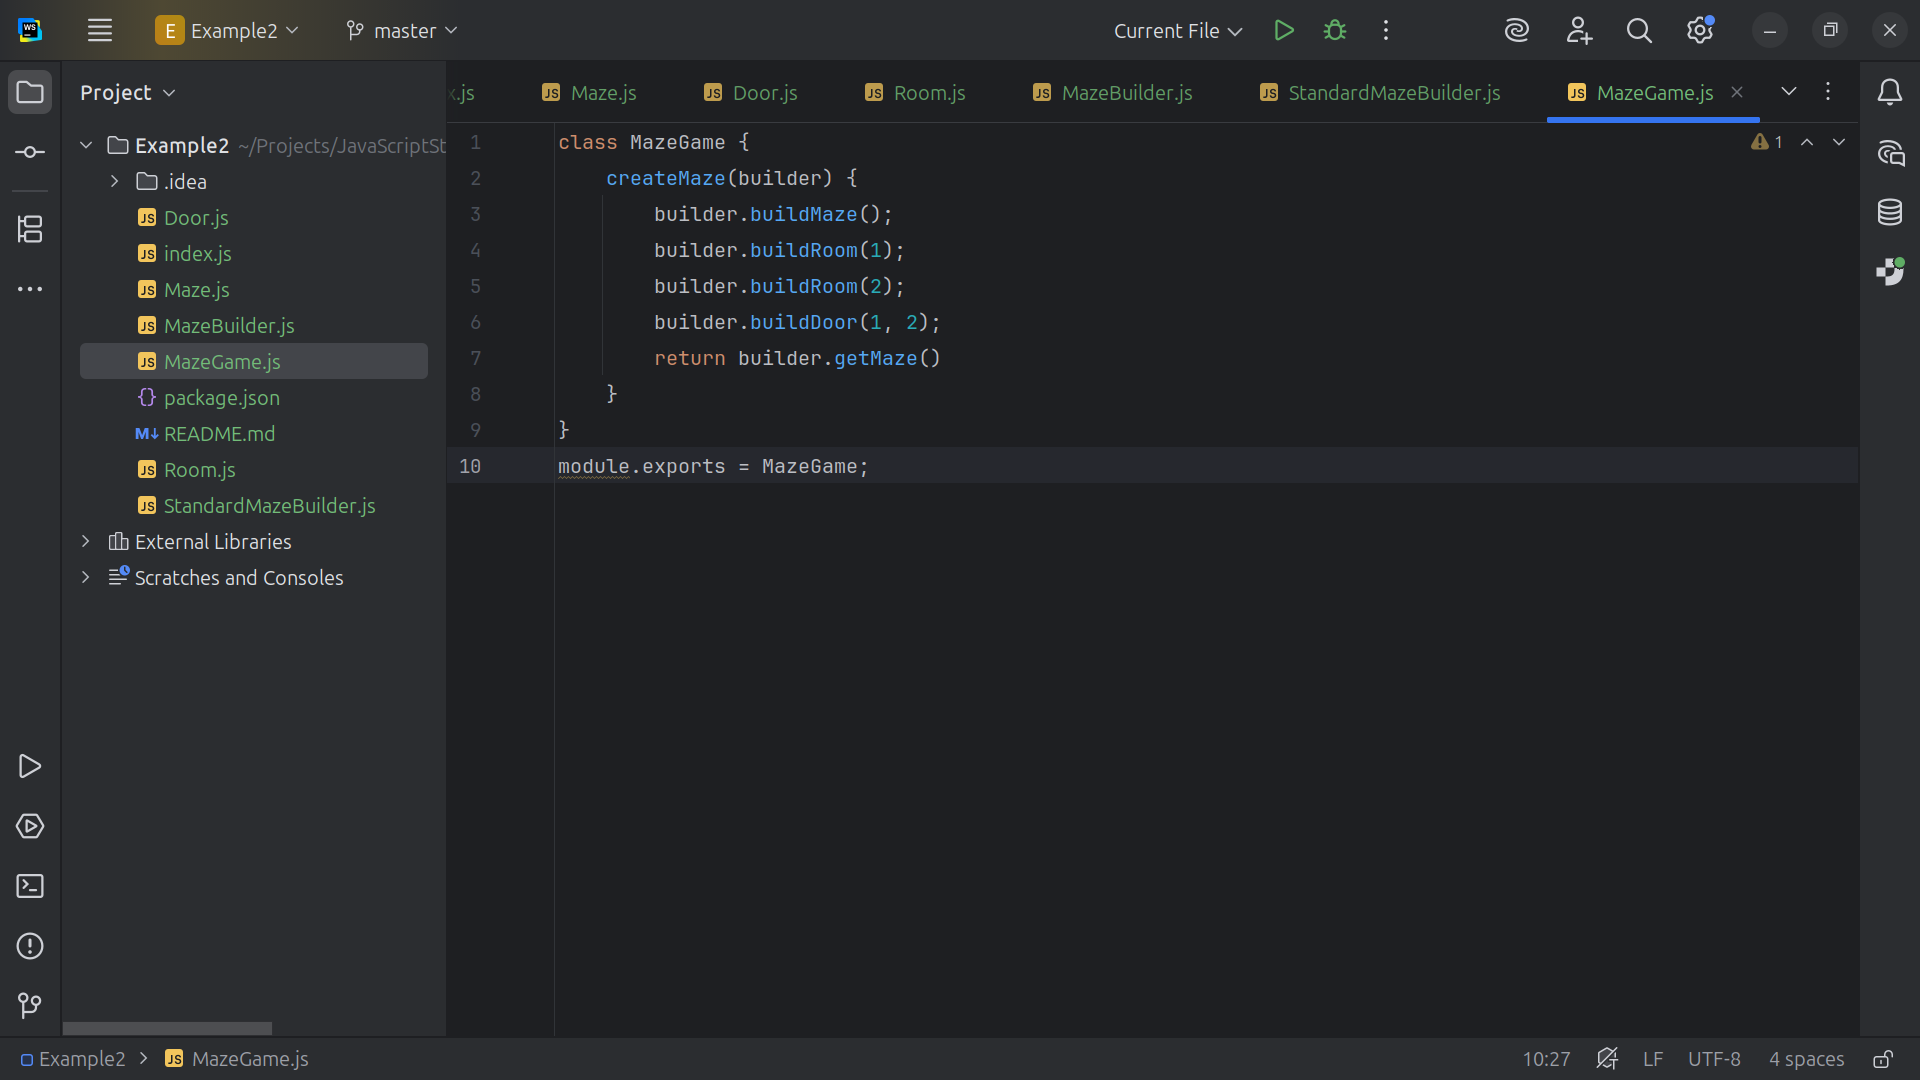 E Example2 master Current File
Project
x.js Maze.js Door.js Room.js MazeBuilder.js StandardMazeBuilder.js MazeGame.js
Example2 ~/Projects/JavaScriptSt
.idea
Door.js
index.js
Maze.js
MazeBuilder.js
MazeGame.js
package.json
README.md
Room.js
StandardMazeBuilder.js
External Libraries
Scratches and Consoles
1 class MazeGame {
2 createMaze(builder) {
3 builder.buildMaze();
4 builder.buildRoom(1);
5 builder.buildRoom(2);
6 builder.buildDoor(1, 2);
7 return builder.getMaze()
8 }
9 }
10 module.exports = MazeGame;
1
Example2 MazeGame.js 10:27 LF UTF-8 4 spaces